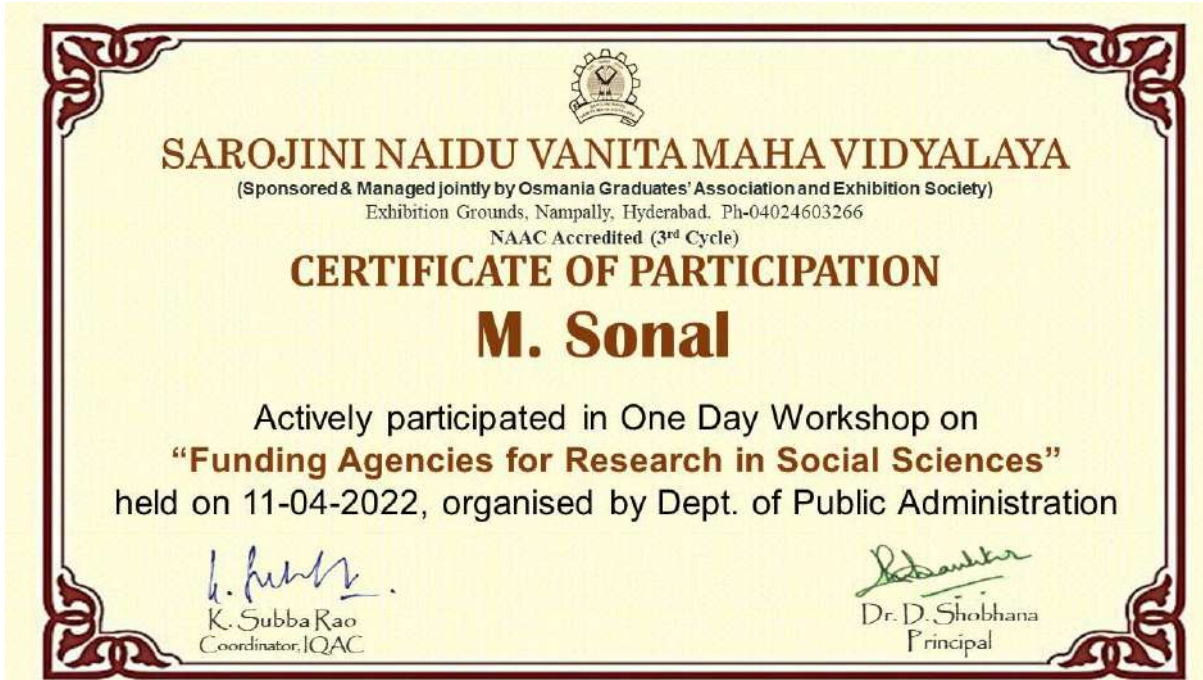 SAROJINI NAIDU VANITA MAHA VIDYALAYA
(Sponsored & Managed jointly by Osmania Graduates' Association and Exhibition Society)
Exhibition Grounds, Nampally, Hyderabad. Ph-04024603266
NAAC Accredited (3rd Cycle)
CERTIFICATE OF PARTICIPATION
M. Sonal
Actively participated in One Day Workshop on
“Funding Agencies for Research in Social Sciences”
held on 11-04-2022, organised by Dept. of Public Administration
K. Subba Rao
Coordinator, IQAC
Dr. D. Shobhana
Principal